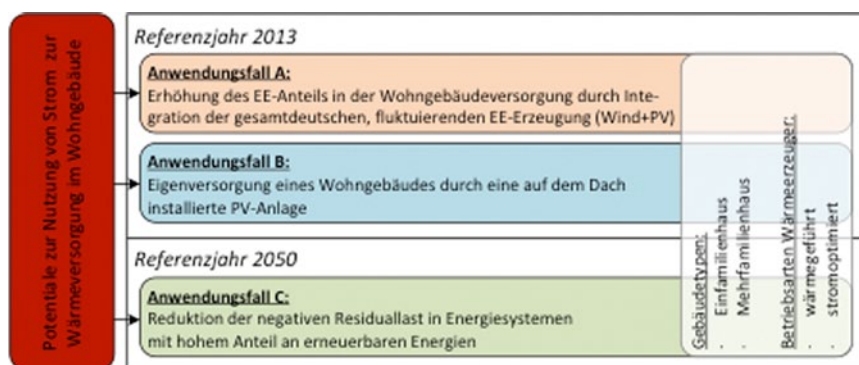 Potentiale zur Nutzung von Strom zur
Wärmeversorgung im Wohngebäude
Referenzjahr 2013
Anwendungsfall A:
Erhöhung des EE-Anteils in der Wohngebäudeversorgung durch Inte-
gration der gesamtdeutschen, fluktuierenden EE-Erzeugung (Wind+PV)
Anwendungsfall B:
Eigenversorgung eines Wohngebäudes durch eine auf dem Dach
installierte PV-Anlage
Referenzjahr 2050
Anwendungsfall C:
Reduktion der negativen Residuallast in Energiesystemen
mit hohem Anteil an erneuerbaren Energien
Gebäudetypen:
- Einfamilienhaus
- Mehrfamilienhaus
Betriebsarten Wärmeerzeuger:
- wärmegeführt
- stromoptimiert